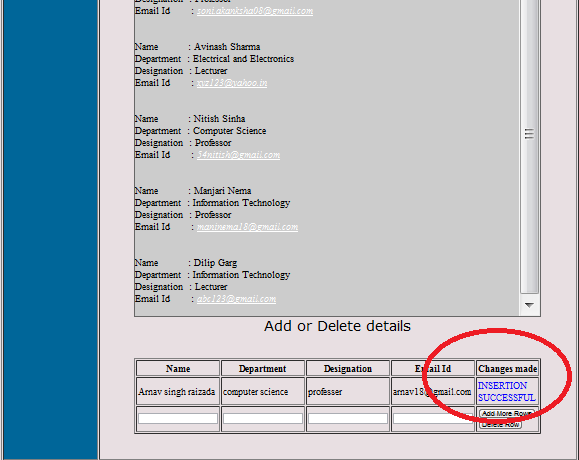 Designation : Professor
Email Id : soni.akanksha08@gmail.com
Name : Avinash Sharma
Department : Electrical and Electronics
Designation : Lecturer
Email Id : xyz123@yahoo.in
Name : Nitish Sinha
Department : Computer Science
Designation : Professor
Email Id : 54nitish@gmail.com
Name : Manjari Nema
Department : Information Technology
Designation : Professor
Email Id : maninema18@gmail.com
Name : Dilip Garg
Department : Information Technology
Designation : Lecturer
Email Id : abc123@gmail.com
Add or Delete details
Name Department Designation Email Id Changes made
Arnav singh raizada computer science professer arnav18@gmail.com INSERTION
SUCCESSFUL
Add More Rows
Delete Row